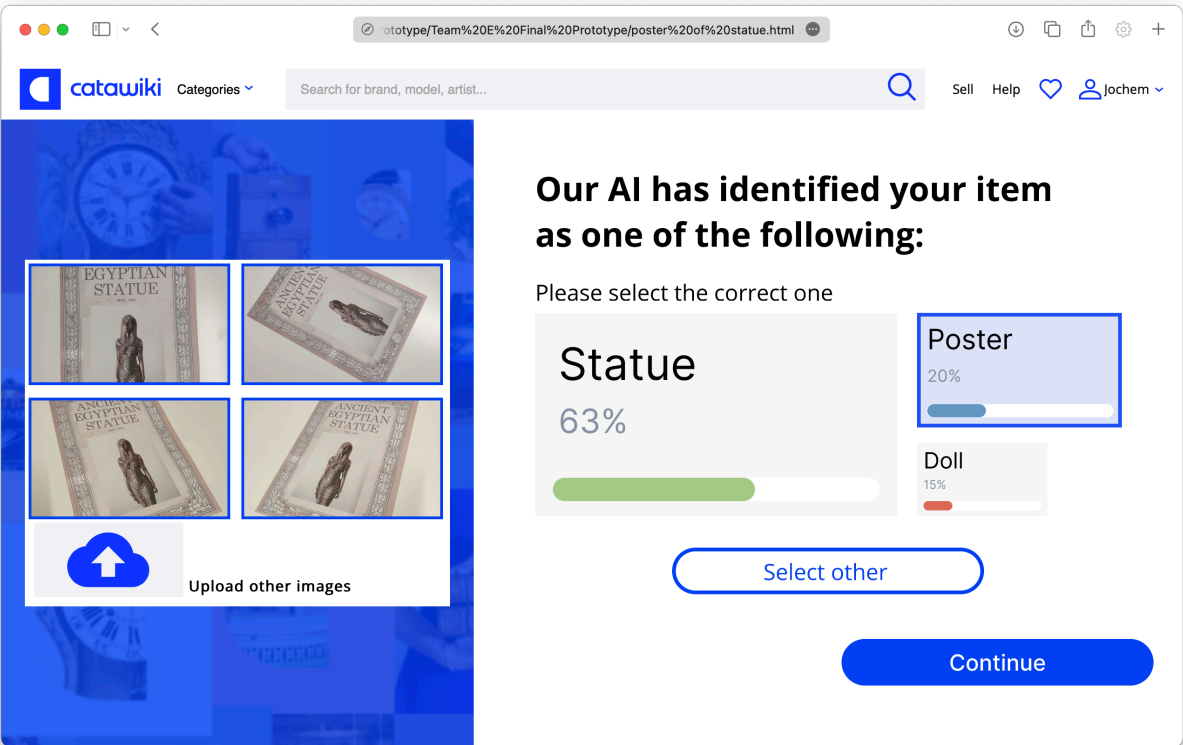 ototype/Team%20E%20Final%20Prototype/poster%20of%20statue.html
catawiki
Categories
Search for brand, model, artist...
Sell
Help
Jochem
EGYPTIAN
STATUE
ANCIENT
EGYPTIAN
STATUE
ANCIENT
EGYPTIAN
STATUE
ANCIENT
EGYPTIAN
STATUE
Upload other images
Our AI has identified your item
as one of the following:
Please select the correct one
Statue
63%
Poster
20%
Doll
15%
Select other
Continue